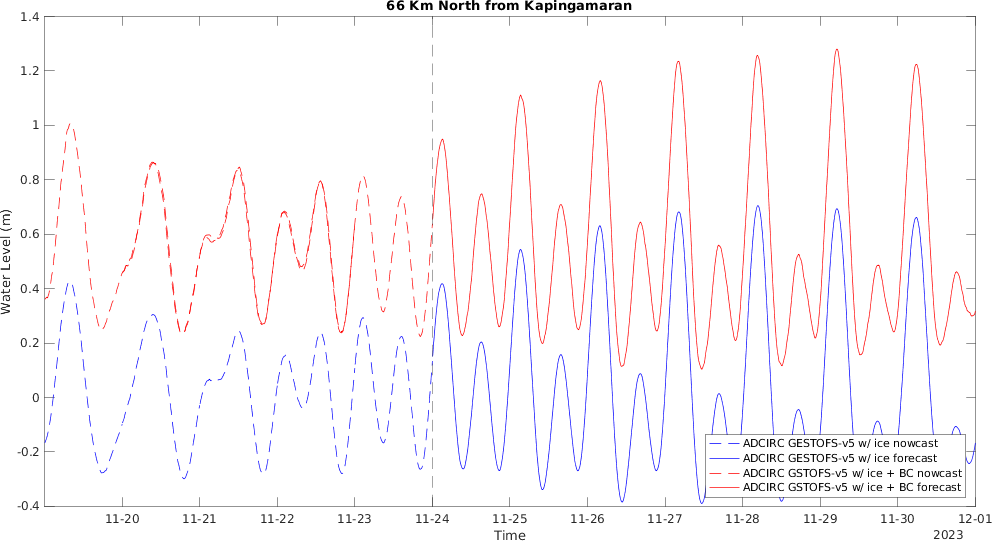 66 Km North from Kapingamaran
1.4
1.2
1
0.8
0.6
0.4
0.2
0
-0.2
-0.4
Water Level (m)
ADCIRC GESTOFS-v5 w/ ice nowcast
ADCIRC GESTOFS-v5 w/ ice forecast
ADCIRC GSTOFS-v5 w/ ice + BC nowcast
ADCIRC GSTOFS-v5 w/ ice + BC forecast
11-20 11-21 11-22 11-23 11-24 11-25 11-26 11-27 11-28 11-29 11-30 12-01
Time
2023